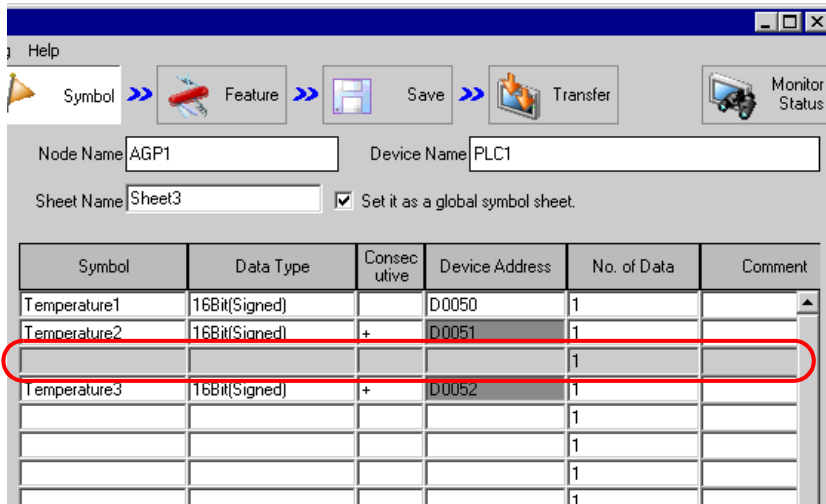 Help
Symbol Feature Save Transfer Monitor Status
Node Name AGP1 Device Name PLC1
Sheet Name Sheet3 Set it as a global symbol sheet.
Symbol Data Type Consec utive Device Address No. of Data Comment
Temperature1 16Bit(Signed) D0050 1
Temperature2 16Bit(Signed) + D0051 1
1
Temperature3 16Bit(Signed) + D0052 1
1
1
1
1